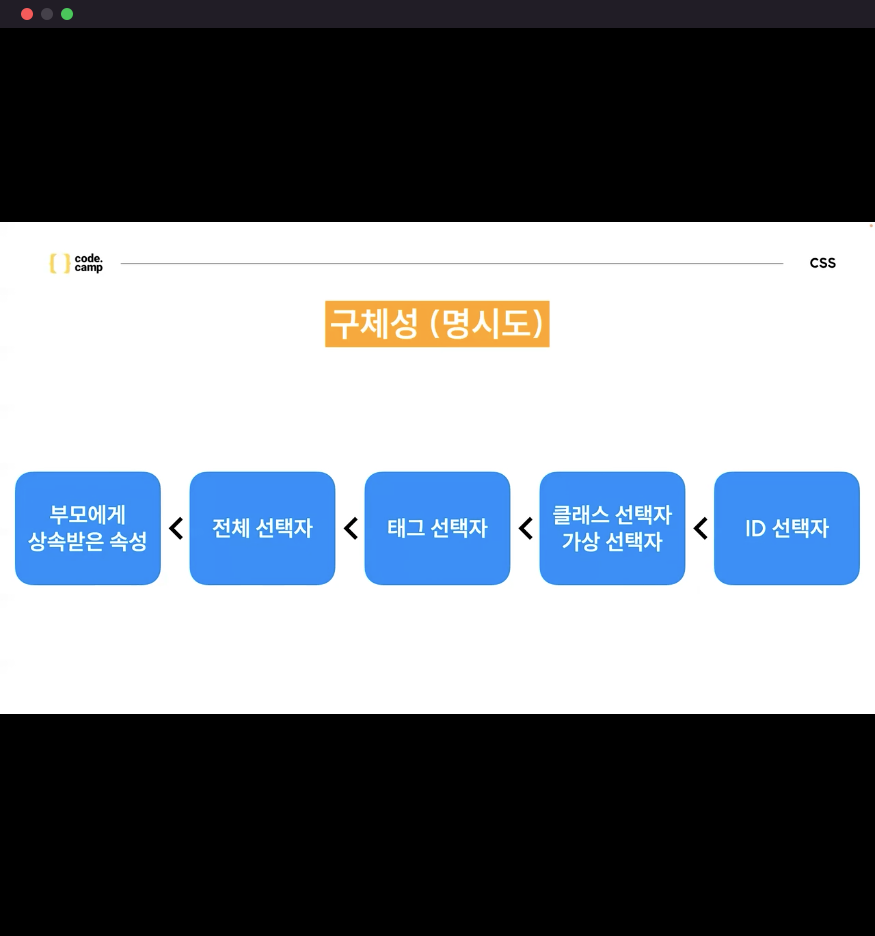 code.
camp
CSS
구체성 (명시도)
부모에게
상속받은 속성
<
전체 선택자
<
태그 선택자
<
클래스 선택자
가상 선택자
<
ID 선택자